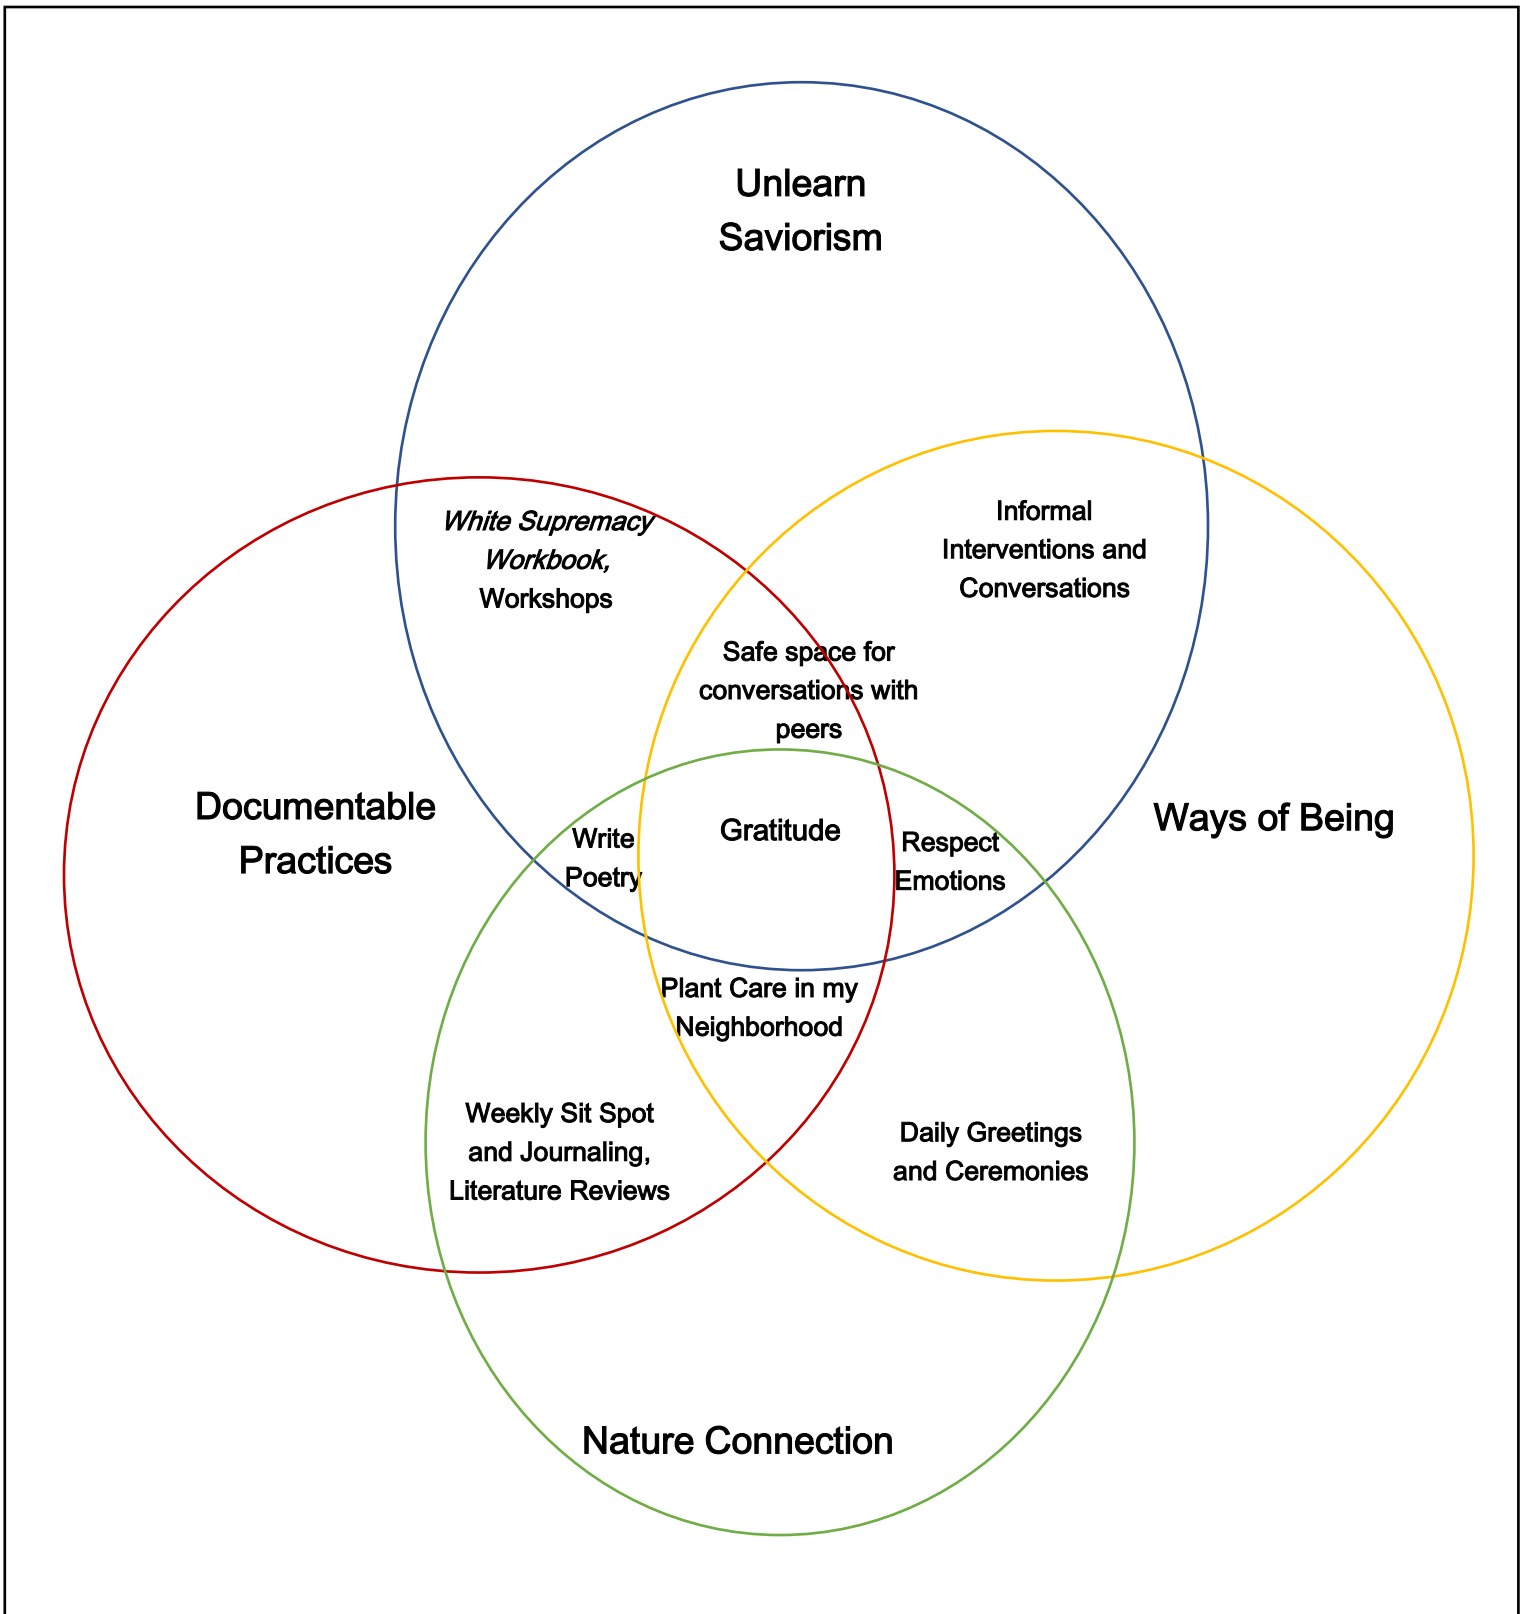 Unlearn
Saviorism
White Supremacy
Workbook,
Workshops
Informal
Interventions and
Conversations
Safe space for
conversations with
peers
Documentable
Practices
Write
Poetry
Gratitude
Respect
Emotions
Ways of Being
Plant Care in my
Neighborhood
Weekly Sit Spot
and Journaling,
Literature Reviews
Daily Greetings
and Ceremonies
Nature Connection